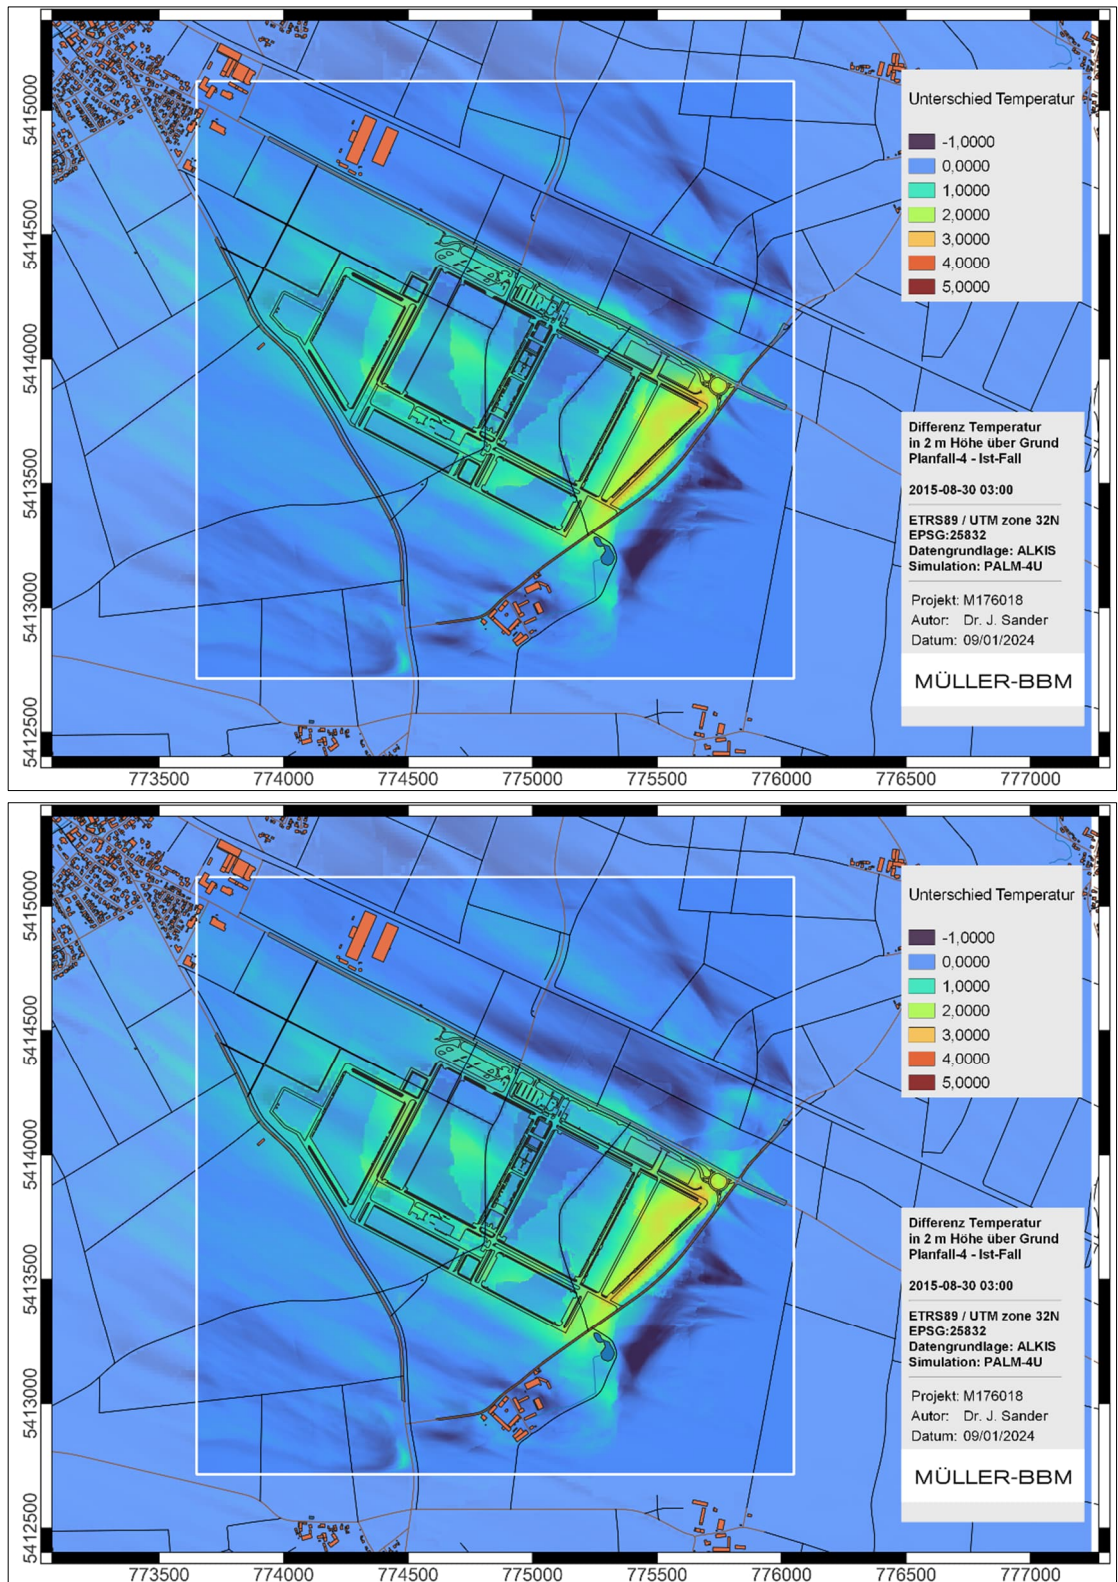 5415000
5414500
5414000
5413500
5413000
5412500
Unterschied Temperatur
-1,0000
0,0000
1,0000
2,0000
3,0000
4,0000
5,0000
Differenz Temperatur
in 2 m Höhe über Grund
Planfall-4 - Ist-Fall
2015-08-30 03:00
ETRS89 / UTM zone 32N
EPSG:25832
Datengrundlage: ALKIS
Simulation: PALM-4U
Projekt: M176018
Autor: Dr. J. Sander
Datum: 09/01/2024
MÜLLER-BBM
773500 774000 774500 775000 775500 776000 776500 777000
5415000
5414500
5414000
5413500
5413000
5412500
Unterschied Temperatur
-1,0000
0,0000
1,0000
2,0000
3,0000
4,0000
5,0000
Differenz Temperatur
in 2 m Höhe über Grund
Planfall-4 - Ist-Fall
2015-08-30 03:00
ETRS89 / UTM zone 32N
EPSG:25832
Datengrundlage: ALKIS
Simulation: PALM-4U
Projekt: M176018
Autor: Dr. J. Sander
Datum: 09/01/2024
MÜLLER-BBM
773500 774000 774500 775000 775500 776000 776500 777000